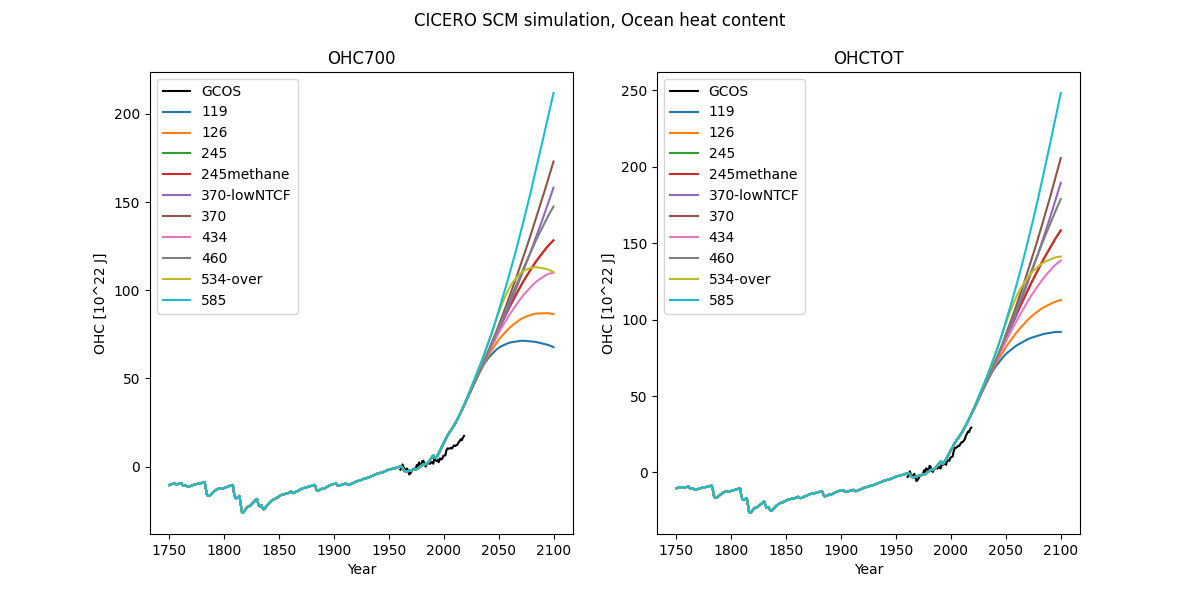 CICERO SCM simulation, Ocean heat content
OHC700
OHC [10^22 J]
200
150
100
50
0
GCOS
119
126
245
245methane
370-lowNTCF
370
434
460
534-over
585
1750 1800 1850 1900 1950 2000 2050 2100
Year
OHCTOT
OHC [10^22 J]
250
200
150
100
50
0
GCOS
119
126
245
245methane
370-lowNTCF
370
434
460
534-over
585
1750 1800 1850 1900 1950 2000 2050 2100
Year